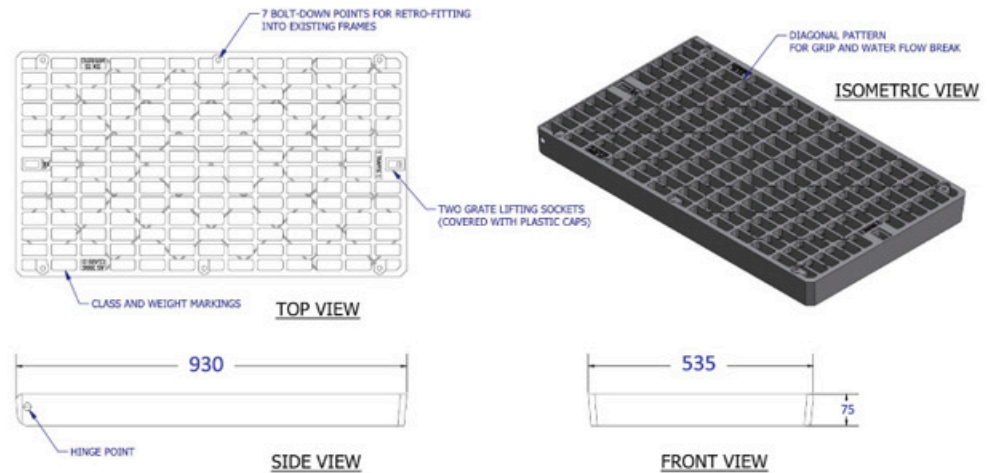 7 BOLT-DOWN POINTS FOR RETRO-FITTING
INTO EXISTING FRAMES
DIAGONAL PATTERN
FOR GRIP AND WATER FLOW BREAK
ISOMETRIC VIEW
TWO GRATE LIFTING SOCKETS
(COVERED WITH PLASTIC CAPS)
CLASS AND WEIGHT MARKINGS
TOP VIEW
930
535
75
HINGE POINT
SIDE VIEW
FRONT VIEW